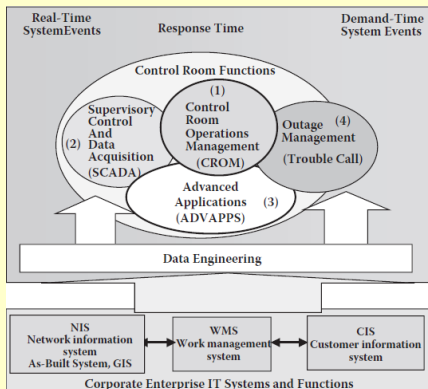 Real-Time
SystemEvents
Response Time
Demand-Time
System Events
Control Room Functions
(1)
Control
Room
Operations
Management
(CROM)
Supervisory
Control
And
Data
(2) Acquisition
(SCADA)
Outage (4)
Management
(Trouble Call)
Advanced
Applications (3)
(ADVAPPS)
Data Engineering
NIS
Network information
system
As-Built System, GIS
WMS
Work management
system
CIS
Customer information
system
Corporate Enterprise IT Systems and Functions